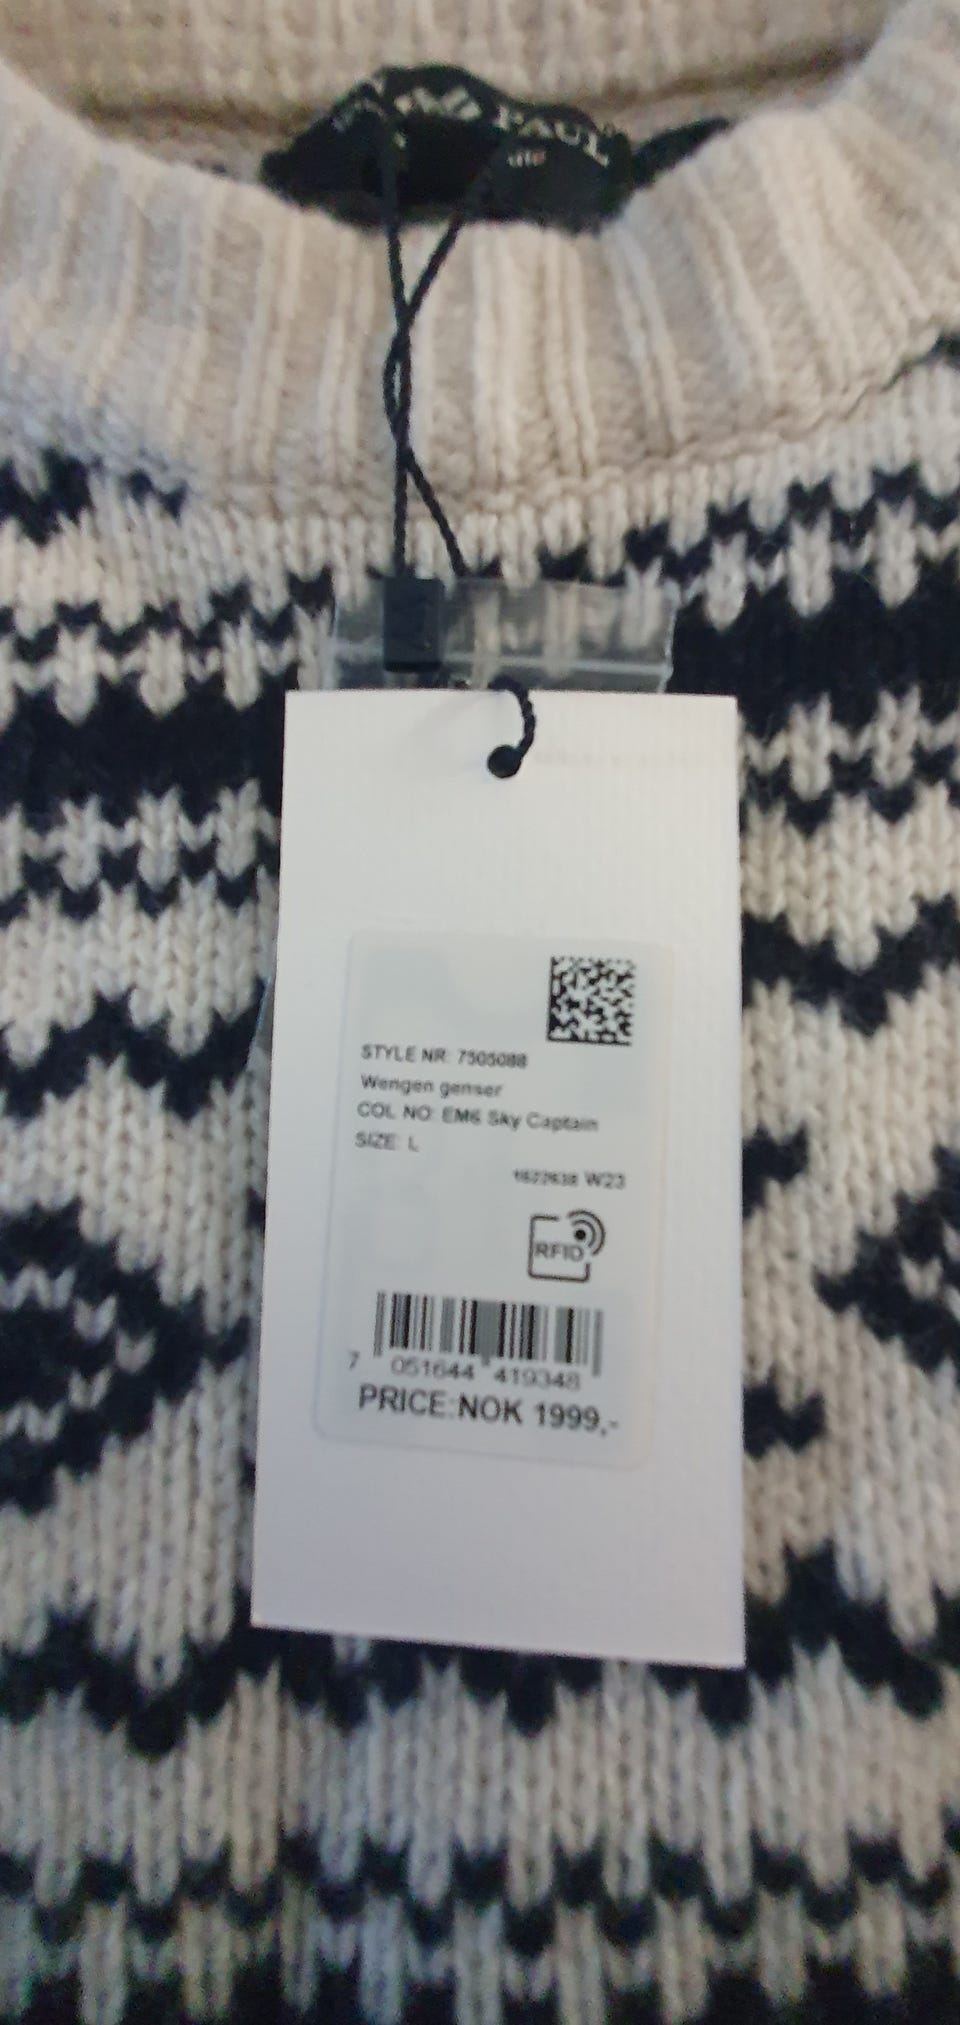 PAUL
STYLE NR: 7505088
Wengen genser
COL NO: EM6 Sky Captain
SIZE: L
1622638 W23
RFID
7 051644 419348
PRICE:NOK 1999,-